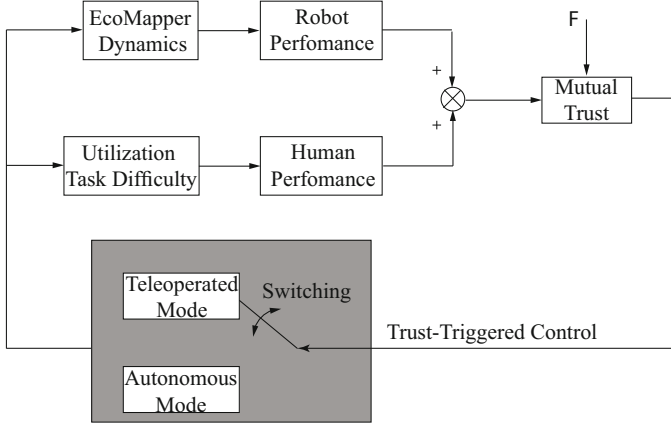 EcoMapper
Dynamics
Robot
Perfomance
F
+
Mutual
Trust
+
Utilization
Task Difficulty
Human
Perfomance
Teleoperated
Mode
Switching
Trust-Triggered Control
Autonomous
Mode